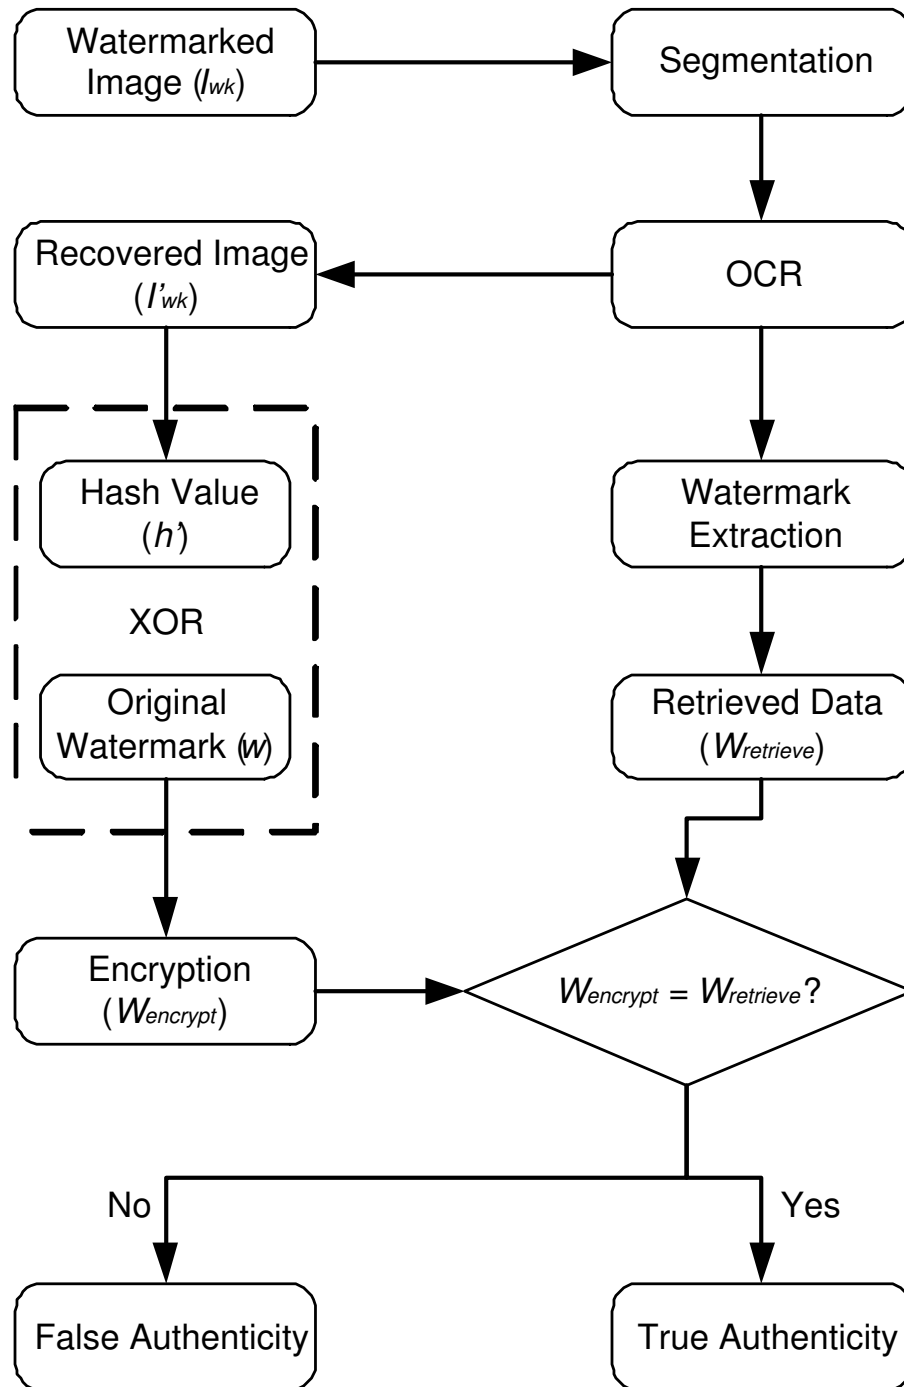 Watermarked
Image (Iwk)
Segmentation
Recovered Image
(I'wk)
OCR
Hash Value
(h')
Watermark
Extraction
XOR
Original
Watermark (w)
Retrieved Data
(Wretrieve)
Encryption
(Wencrypt)
Wencrypt = Wretrieve?
No
Yes
False Authenticity
True Authenticity